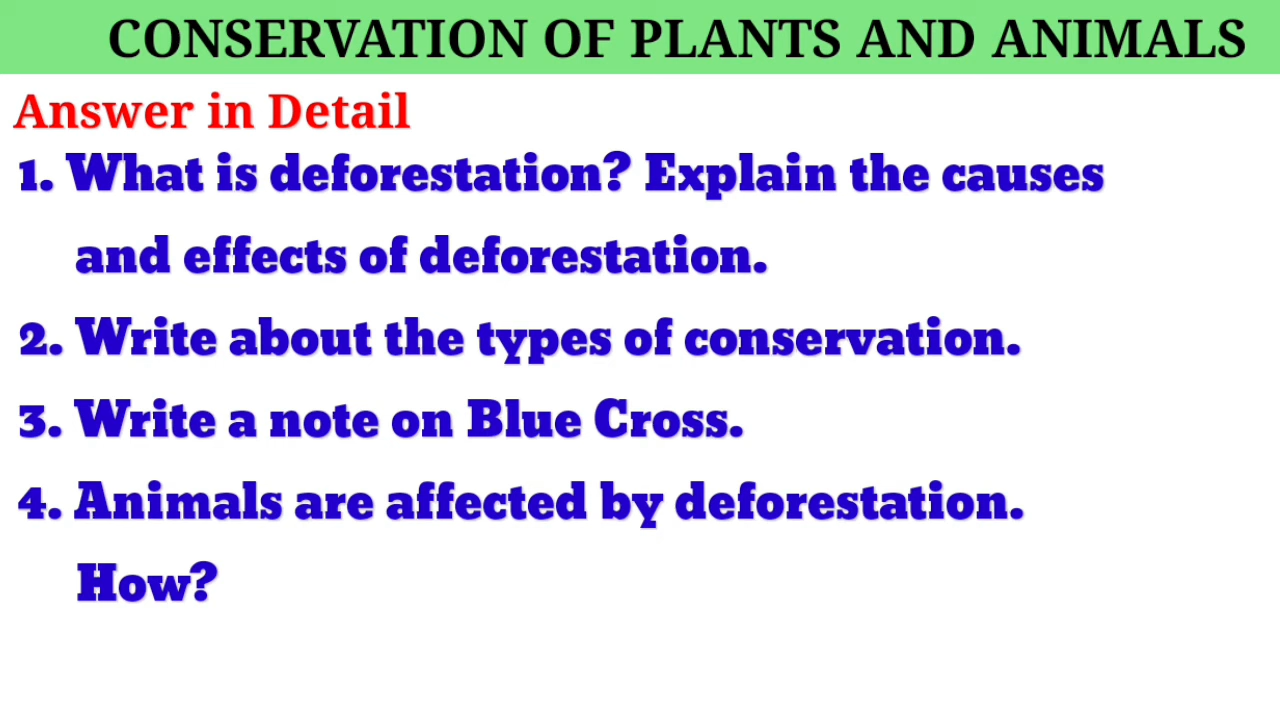 CONSERVATION OF PLANTS AND ANIMALS
Answer in Detail
1. What is deforestation? Explain the causes
and effects of deforestation.
2. Write about the types of conservation.
3. Write a note on Blue Cross.
4. Animals are affected by deforestation.
How?